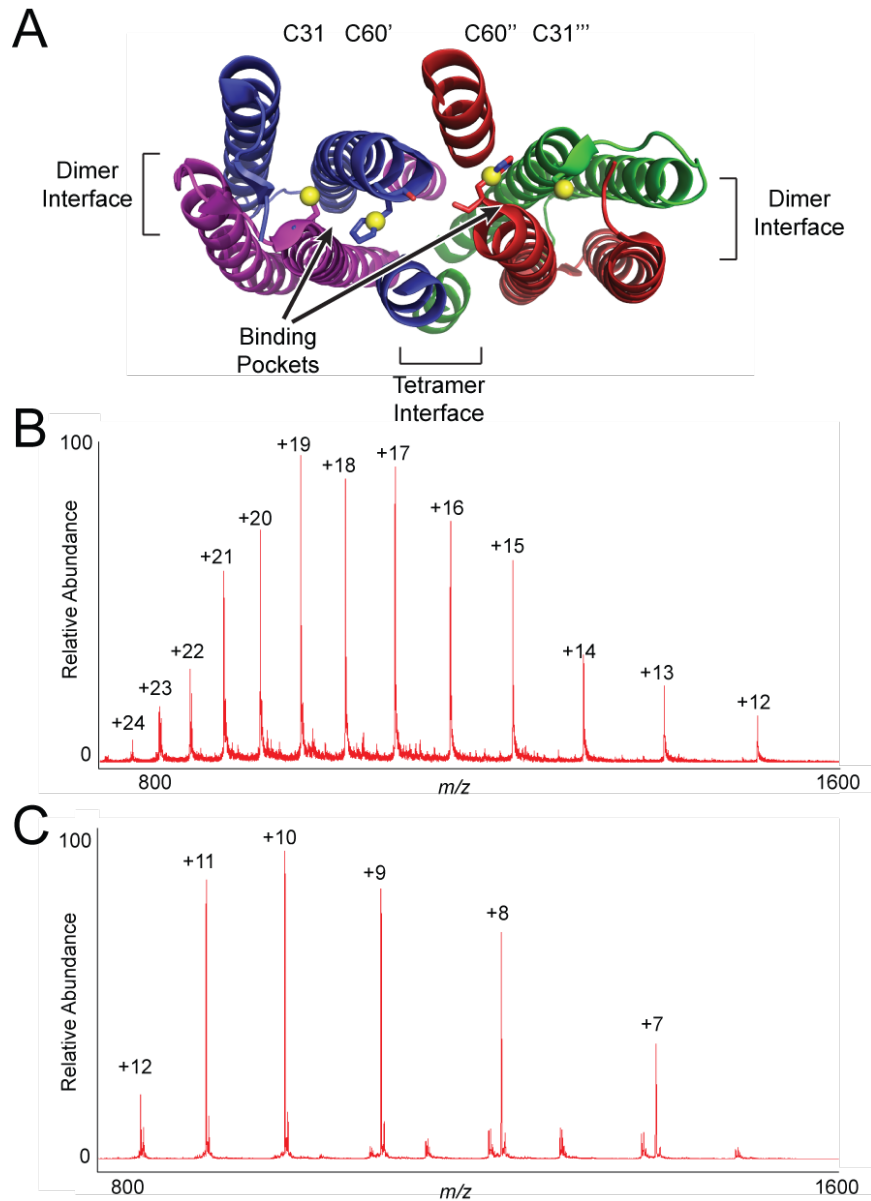 A
C31 C60' C60'' C31'''
Dimer
Interface
Dimer
Interface
Binding
Pockets
Tetramer
Interface
B
100
Relative Abundance
0
+24
+23
+22
+21
+20
+19
+18
+17
+16
+15
+14
+13
+12
800
m/z
1600
C
100
Relative Abundance
0
+12
+11
+10
+9
+8
+7
800
m/z
1600